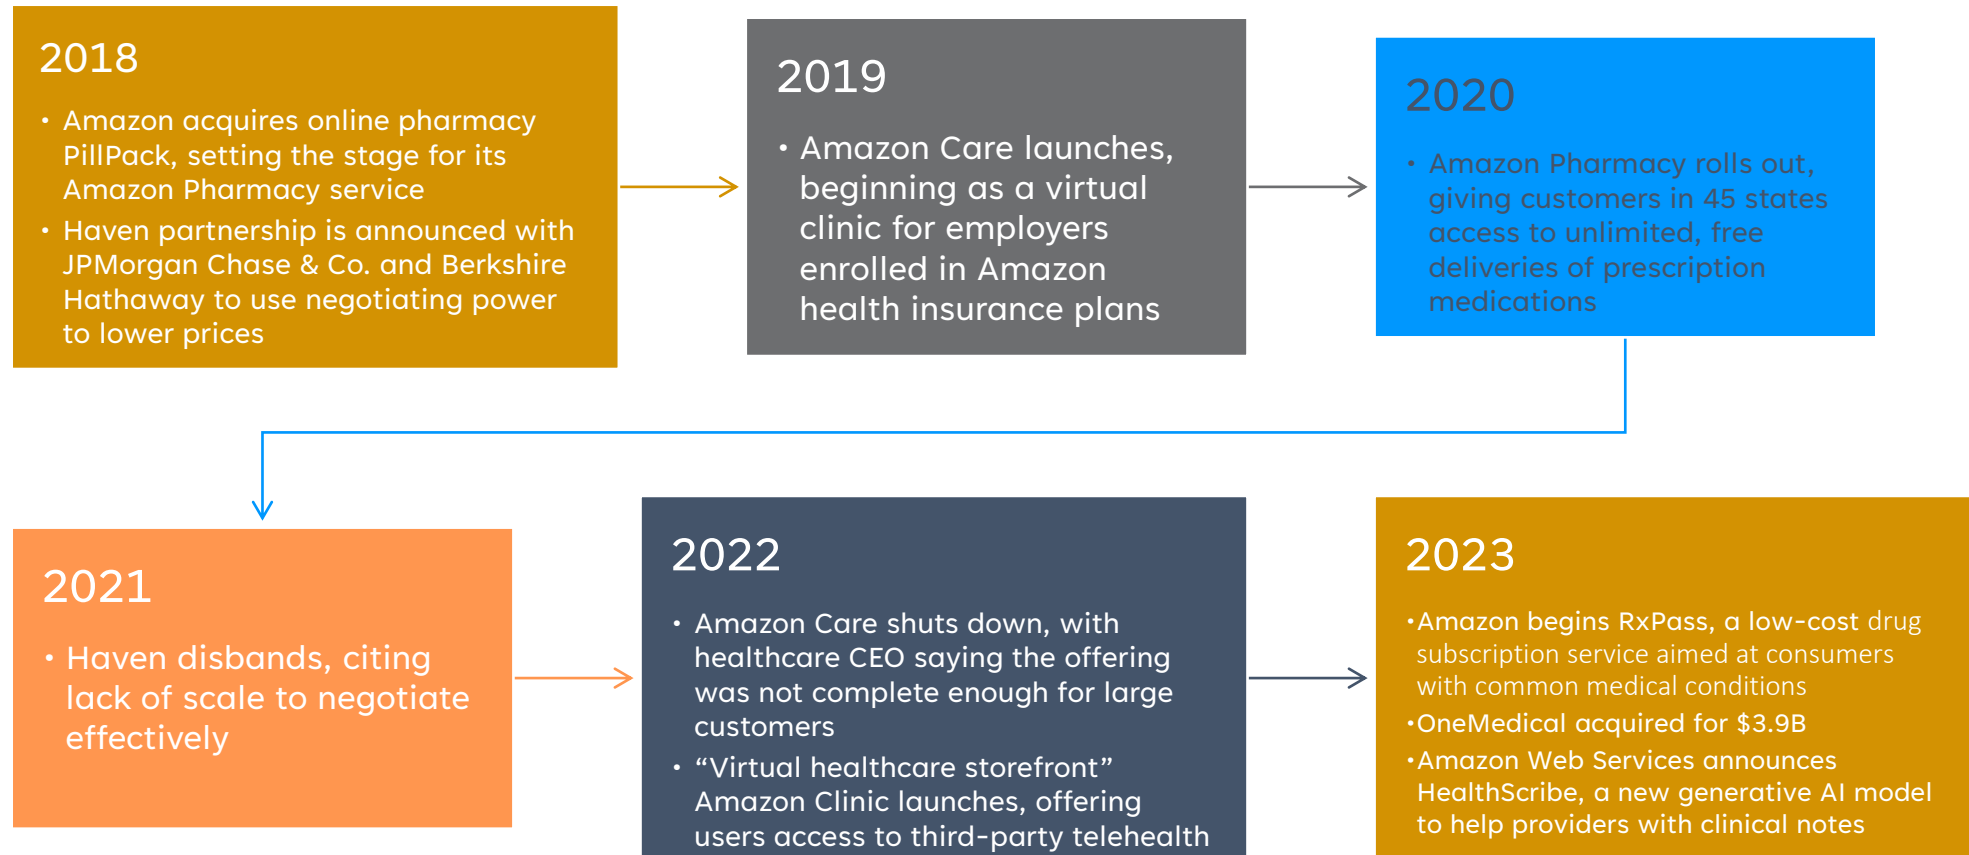 2018
• Amazon acquires online pharmacy
PillPack, setting the stage for its
Amazon Pharmacy service
• Haven partnership is announced with
JPMorgan Chase & Co. and Berkshire
Hathaway to use negotiating power
to lower prices
2019
• Amazon Care launches,
beginning as a virtual
clinic for employers
enrolled in Amazon
health insurance plans
2020
• Amazon Pharmacy rolls out,
giving customers in 45 states
access to unlimited, free
deliveries of prescription
medications
2021
• Haven disbands, citing
lack of scale to negotiate
effectively
2022
• Amazon Care shuts down, with
healthcare CEO saying the offering
was not complete enough for large
customers
• “Virtual healthcare storefront”
Amazon Clinic launches, offering
users access to third-party telehealth
2023
•Amazon begins RxPass, a low-cost drug
subscription service aimed at consumers
with common medical conditions
•OneMedical acquired for $3.9B
•Amazon Web Services announces
HealthScribe, a new generative AI model
to help providers with clinical notes